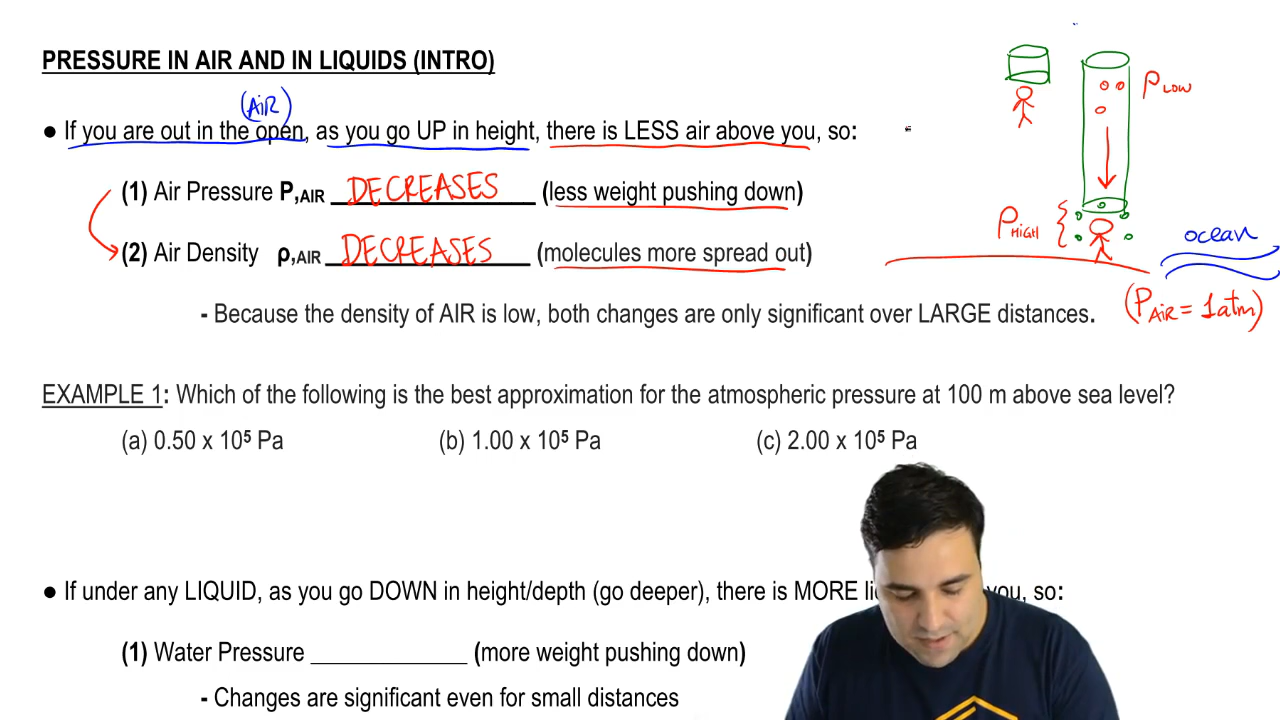 PRESSURE IN AIR AND IN LIQUIDS (INTRO)
(AIR)
● If you are out in the open, as you go UP in height, there is LESS air above you, so:
(1) Air Pressure P,AIR DECREASES (less weight pushing down)
(2) Air Density ρ,AIR DECREASES (molecules more spread out)
- Because the density of AIR is low, both changes are only significant over LARGE distances.
PLOW
PHIGH
ocean
(PAIR = 1atm)
EXAMPLE 1: Which of the following is the best approximation for the atmospheric pressure at 100 m above sea level?
(a) 0.50 x 10⁵ Pa (b) 1.00 x 10⁵ Pa (c) 2.00 x 10⁵ Pa
● If under any LIQUID, as you go DOWN in height/depth (go deeper), there is MORE you, so:
(1) Water Pressure ____________ (more weight pushing down)
- Changes are significant even for small distances